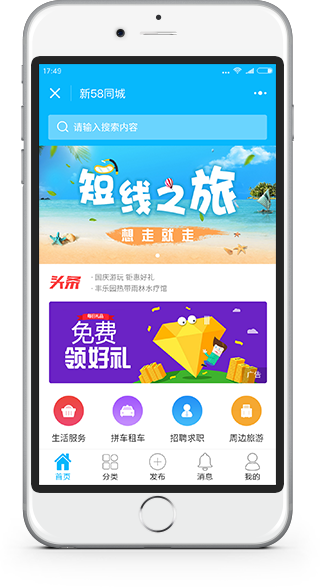 17:49
新58同城
请输入搜索内容
短线之旅
想走就走
头条
· 国庆游玩 钜惠好礼
· 丰乐园热带雨林水疗馆
每日礼品
免费
领好礼
广告
生活服务 拼车租车 招聘求职 周边旅游
首页 分类 发布 消息 我的